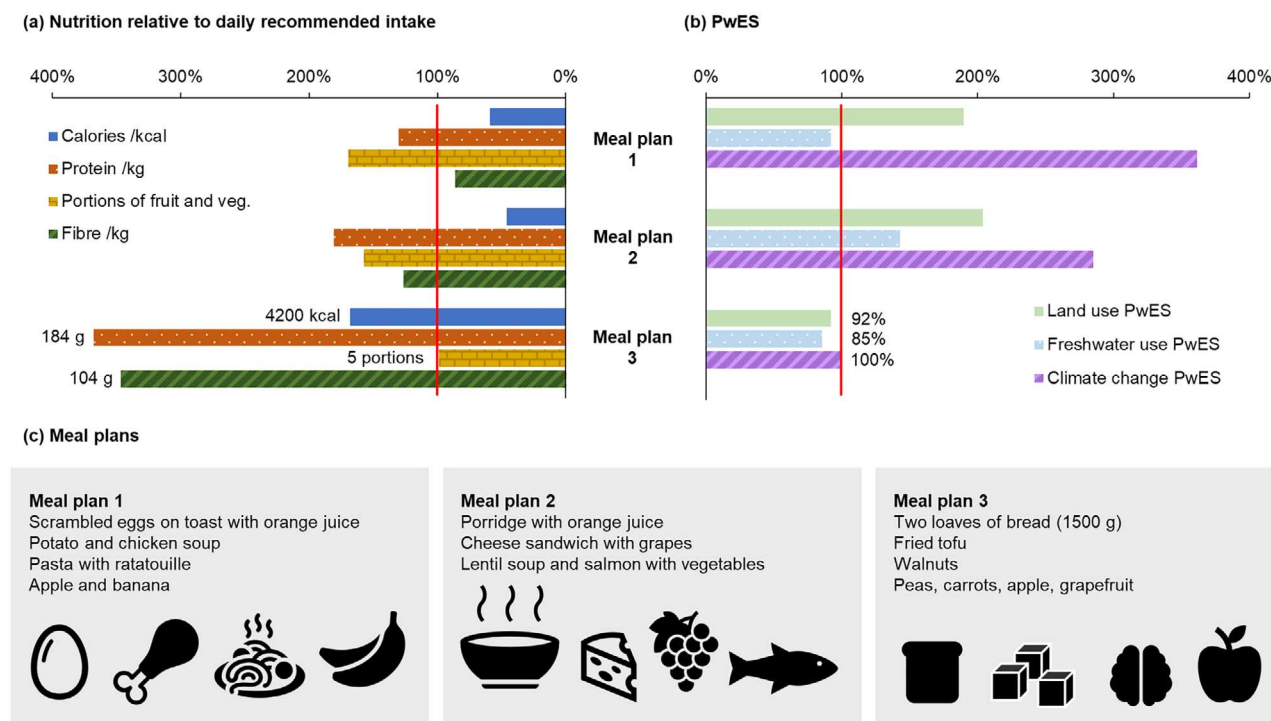 (a) Nutrition relative to daily recommended intake
400% 300% 200% 100% 0%
Calories /kcal
Protein /kg
Portions of fruit and veg.
Fibre /kg
4200 kcal
184 g
5 portions
104 g
Meal plan
1
Meal plan
2
Meal plan
3
(b) PwES
0% 100% 200% 300% 400%
92%
85%
100%
Land use PwES
Freshwater use PwES
Climate change PwES
(c) Meal plans
Meal plan 1
Scrambled eggs on toast with orange juice
Potato and chicken soup
Pasta with ratatouille
Apple and banana
Meal plan 2
Porridge with orange juice
Cheese sandwich with grapes
Lentil soup and salmon with vegetables
Meal plan 3
Two loaves of bread (1500 g)
Fried tofu
Walnuts
Peas, carrots, apple, grapefruit